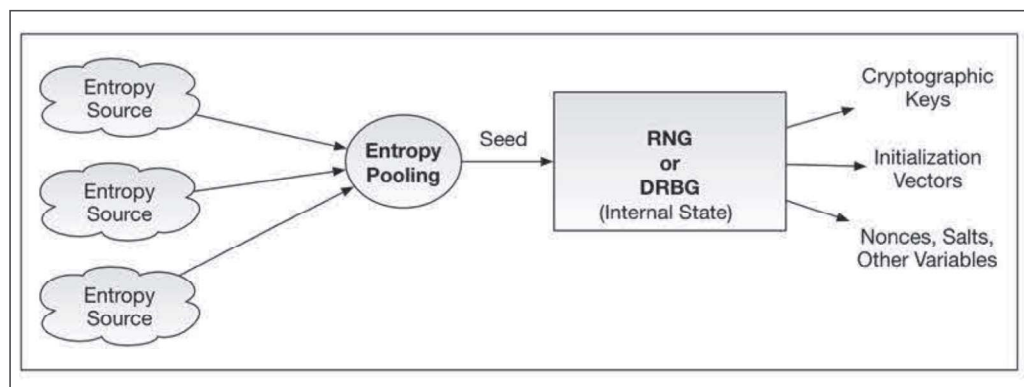 Entropy
Source
Entropy
Source
Entropy
Source
Entropy
Pooling
Seed
RNG
or
DRBG
(Internal State)
Cryptographic
Keys
Initialization
Vectors
Nonces, Salts,
Other Variables